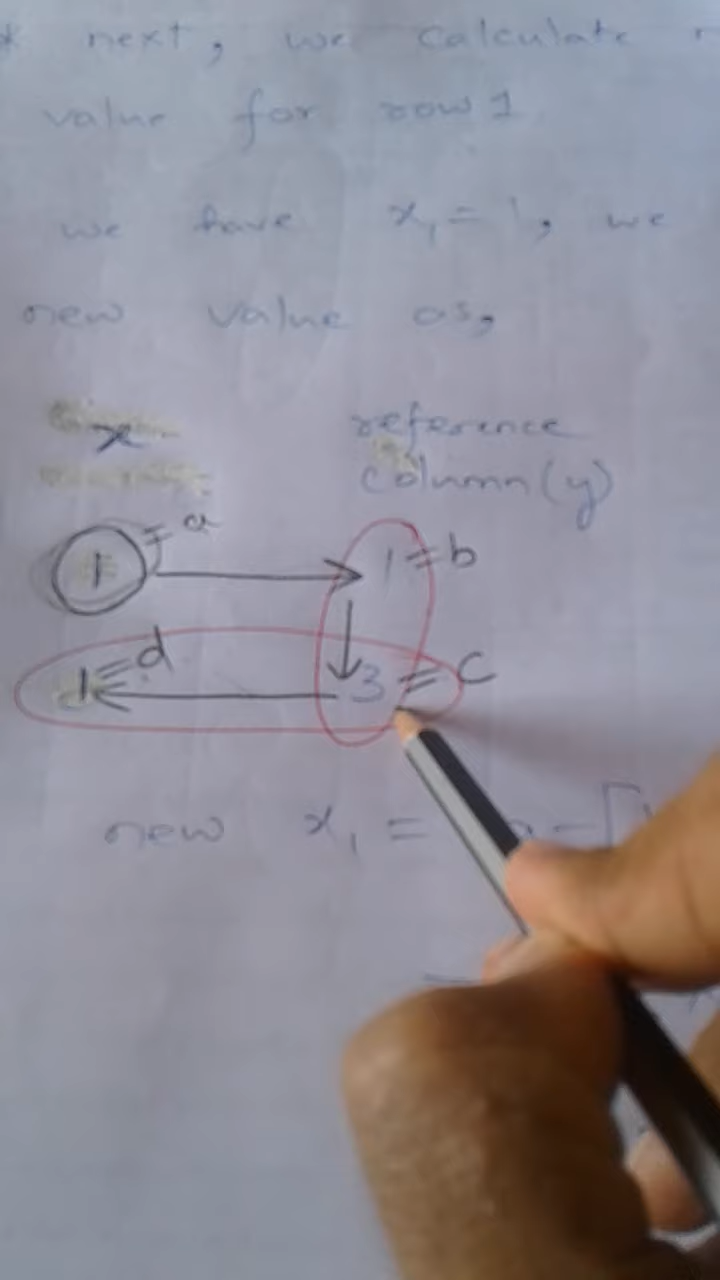 next, we calculate
value for row 1
we have x₁ = 1, we
new value as,
x reference
column (y)
1 = a 1 = b
1 = d 3 = c
new x₁ = a - [